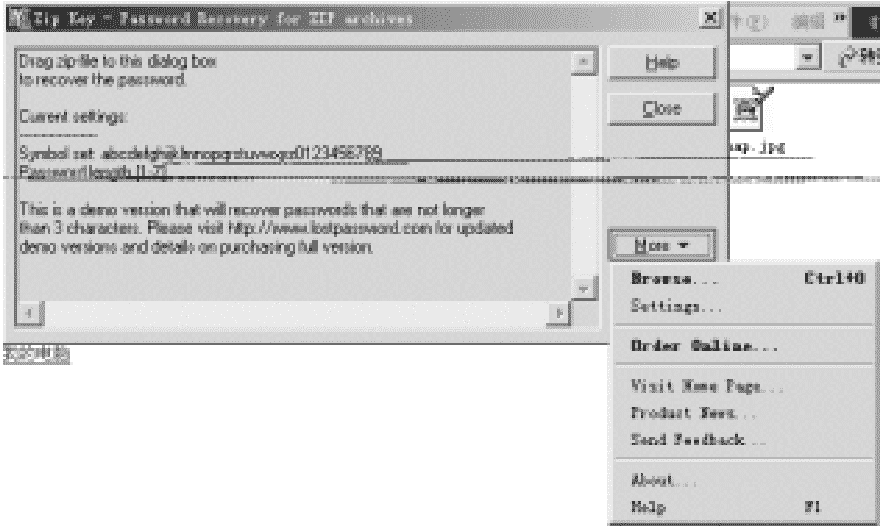 Zip Key - Password Recovery for ZIP archives
Drag zip-file to this dialog box
to recover the password.
Current settings:
Symbol set: abcdefghijklmnopqrstuvwxyz0123456789
Password length [1-7]
This is a demo version that will recover passwords that are not longer
than 3 characters. Please visit http://www.lostpassword.com for updated
demo versions and details on purchasing full version.
Help
Close
More
Browse... Ctrl+O
Settings...
Order Online...
Visit Home Page...
Product News...
Send Feedback...
About...
Help F1